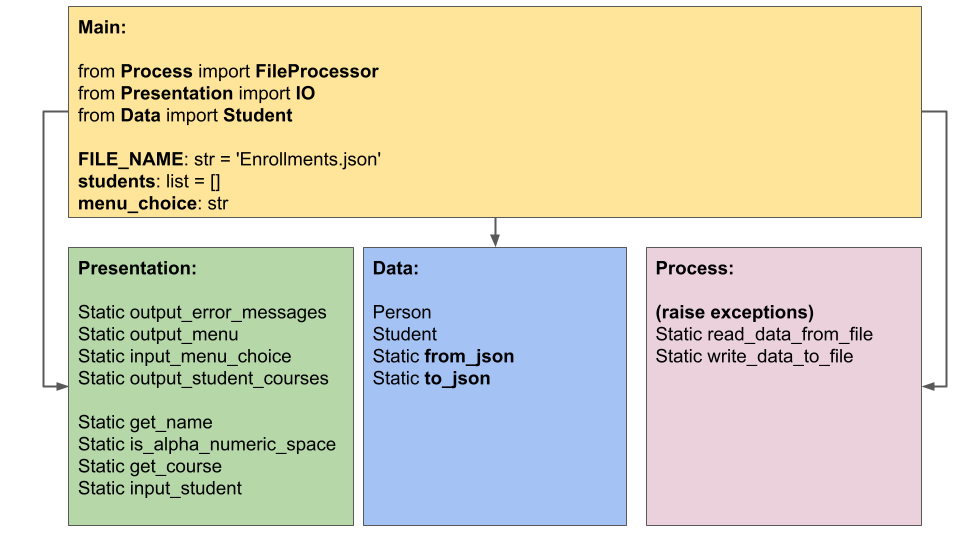 Main:
from Process import FileProcessor
from Presentation import IO
from Data import Student
FILE_NAME: str = 'Enrollments.json'
students: list = []
menu_choice: str
Presentation:
Static output_error_messages
Static output_menu
Static input_menu_choice
Static output_student_courses
Static get_name
Static is_alpha_numeric_space
Static get_course
Static input_student
Data:
Person
Student
Static from_json
Static to_json
Process:
(raise exceptions)
Static read_data_from_file
Static write_data_to_file